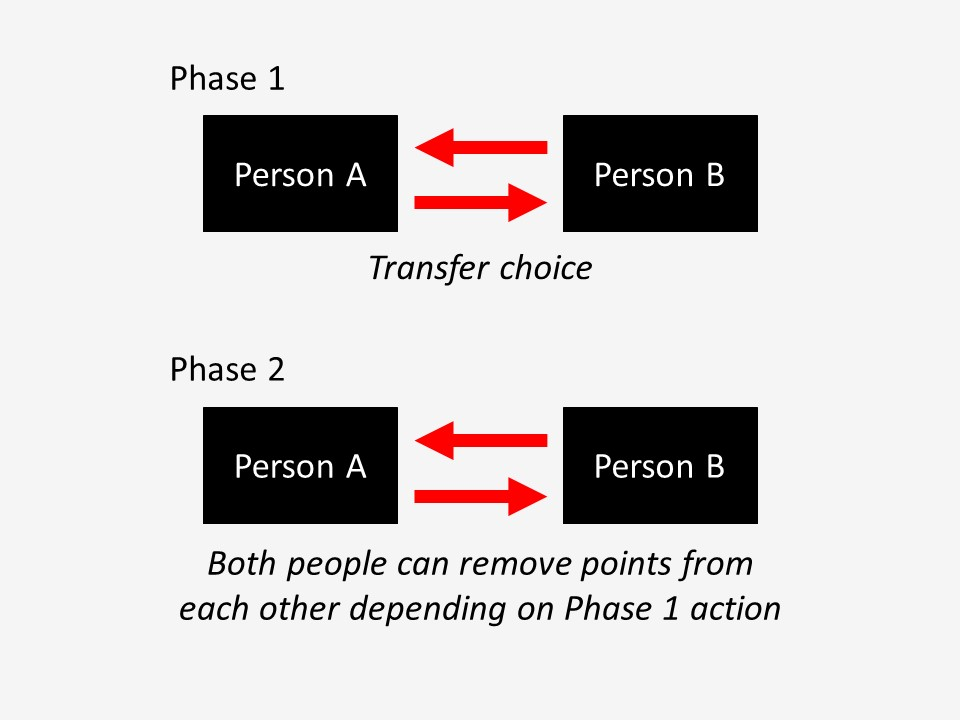 Phase 1
Person A
Person B
Transfer choice
Phase 2
Person A
Person B
Both people can remove points from
each other depending on Phase 1 action